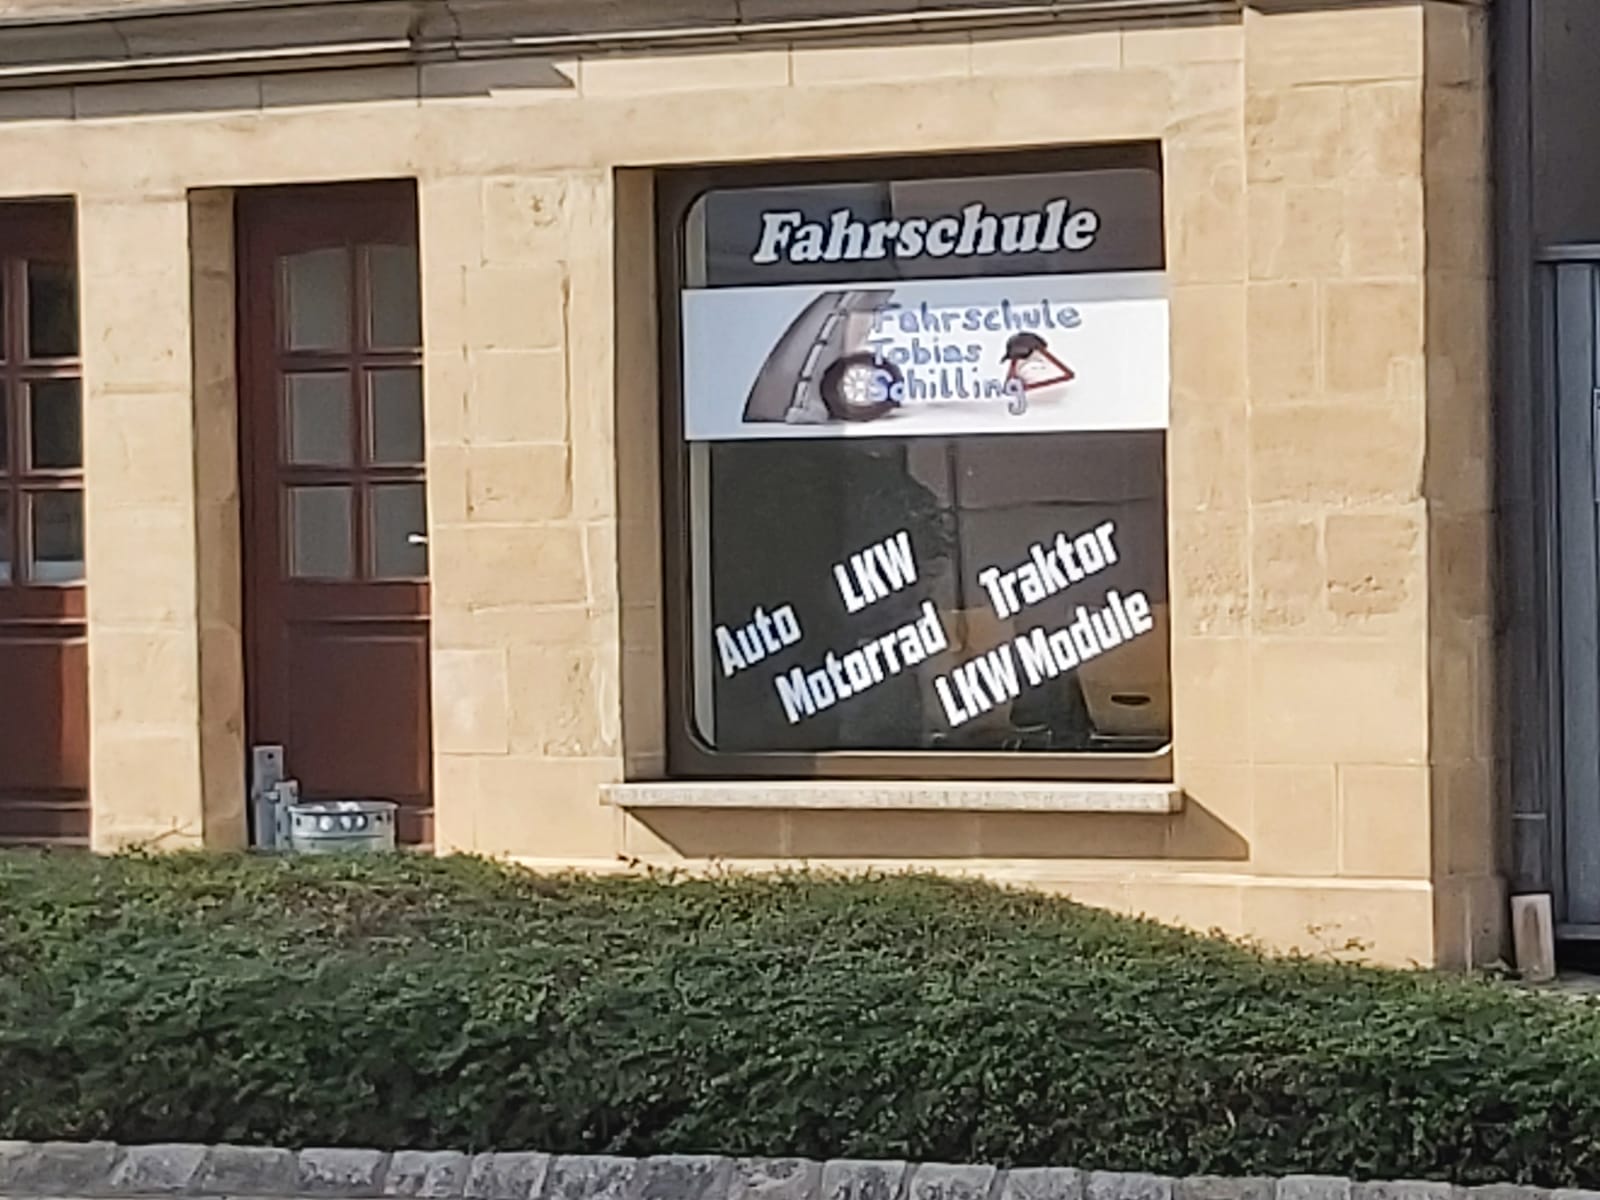 Fahrschule
Fahrschule
Tobias
Schilling
Auto
LKW
Traktor
Motorrad
LKW Module